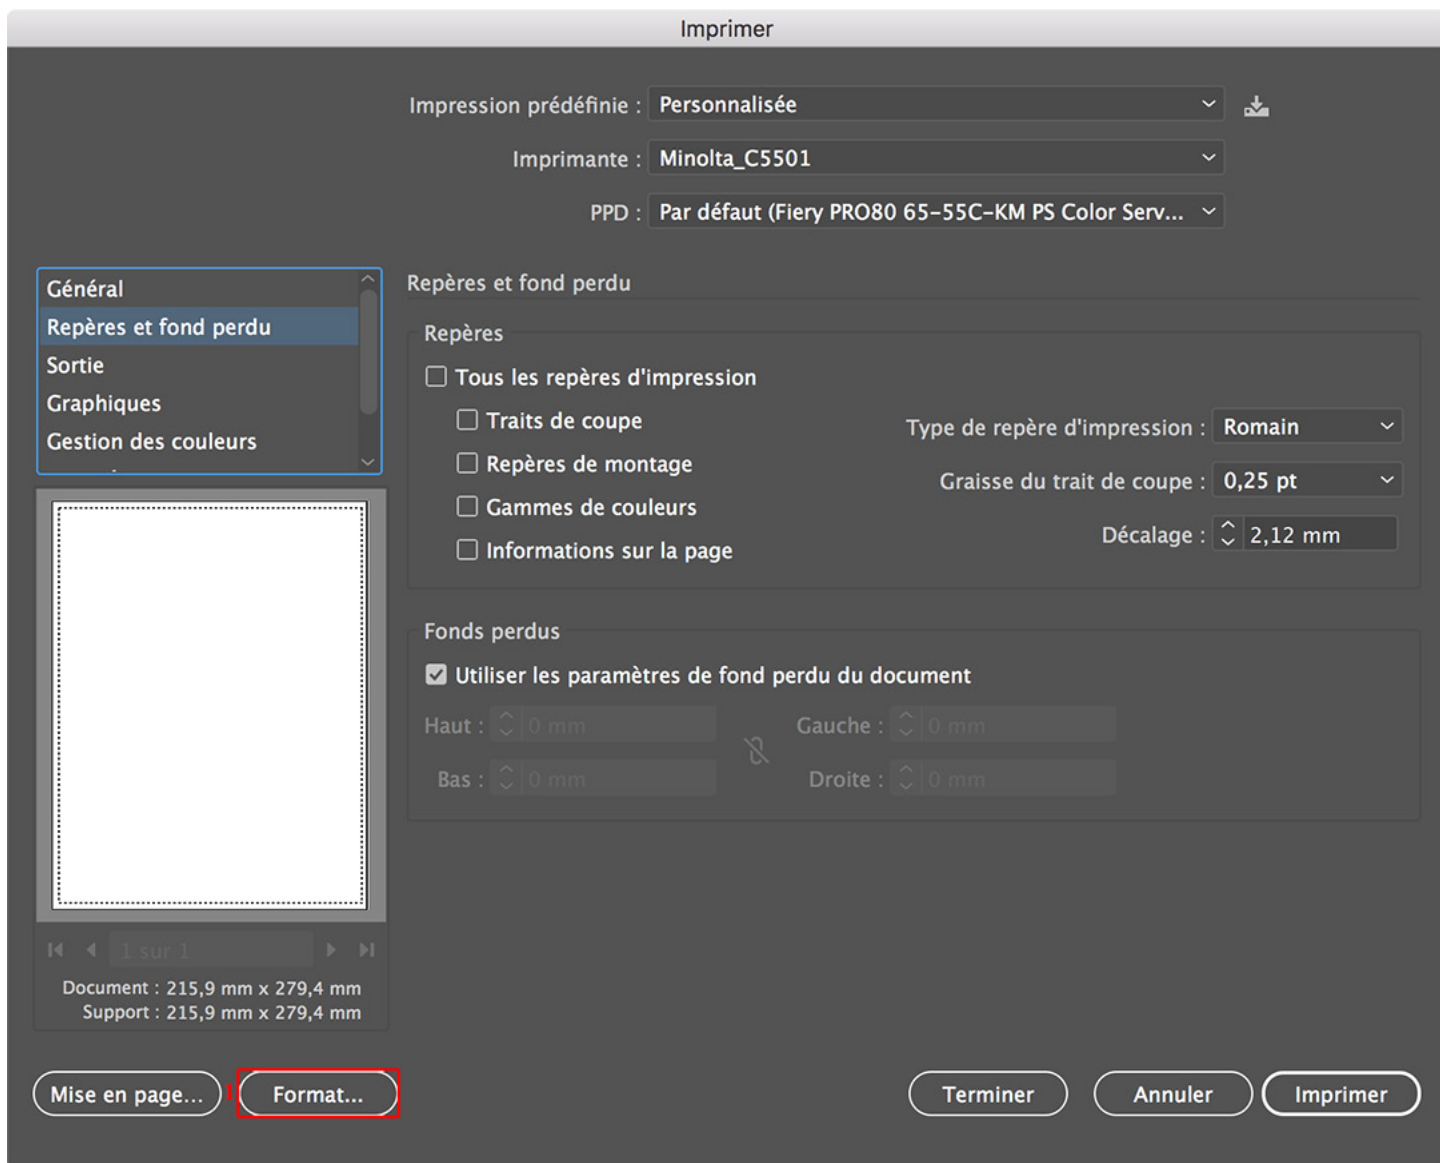 Imprimer
Impression prédéfinie : Personnalisée
Imprimante : Minolta_C5501
PPD : Par défaut (Fiery PRO80 65-55C-KM PS Color Serv...
Général
Repères et fond perdu
Sortie
Graphiques
Gestion des couleurs
Repères et fond perdu
Repères
Tous les repères d'impression
Traits de coupe
Repères de montage
Gammes de couleurs
Informations sur la page
Type de repère d'impression : Romain
Graisse du trait de coupe : 0,25 pt
Décalage : 2,12 mm
Fonds perdus
Utiliser les paramètres de fond perdu du document
Haut : 0 mm Gauche : 0 mm
Bas : 0 mm Droite : 0 mm
1 sur 1
Document : 215,9 mm x 279,4 mm
Support : 215,9 mm x 279,4 mm
Mise en page... 1 Format... Terminer Annuler Imprimer